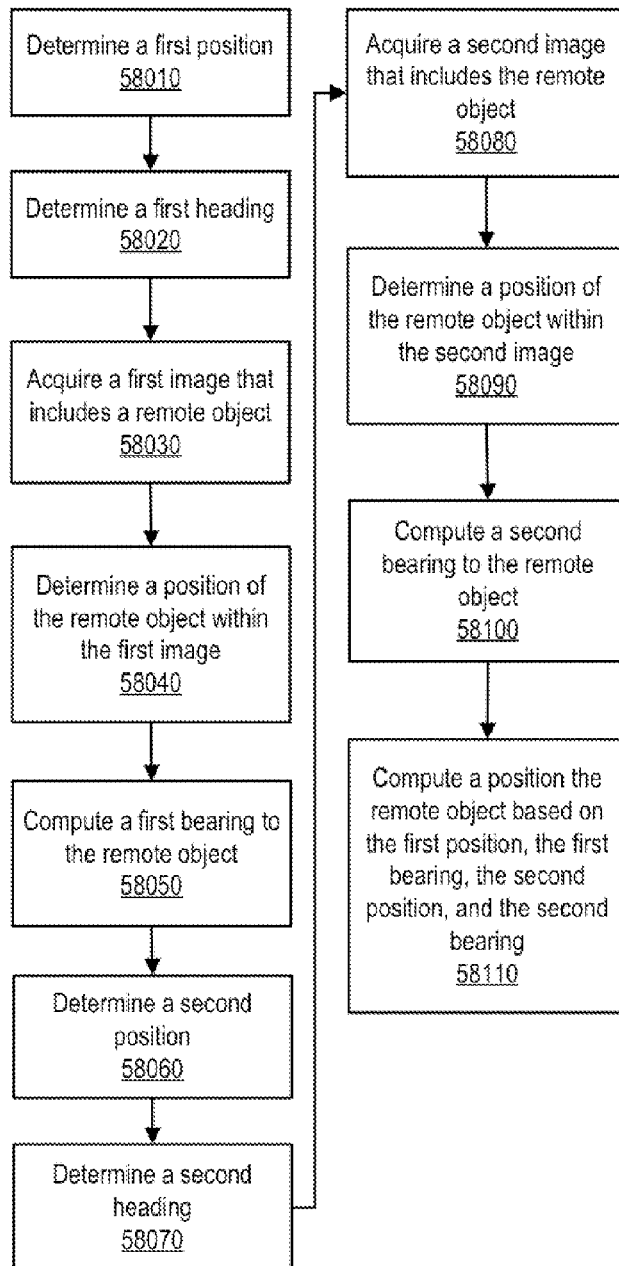 Determine a first position
58010
Determine a first heading
58020
Acquire a first image that
includes a remote object
58030
Determine a position of
the remote object within
the first image
58040
Compute a first bearing to
the remote object
58050
Determine a second
position
58060
Determine a second
heading
58070
Acquire a second image
that includes the remote
object
58080
Determine a position of
the remote object within
the second image
58090
Compute a second
bearing to the remote
object
58100
Compute a position the
remote object based on
the first position, the first
bearing, the second
position, and the second
bearing
58110